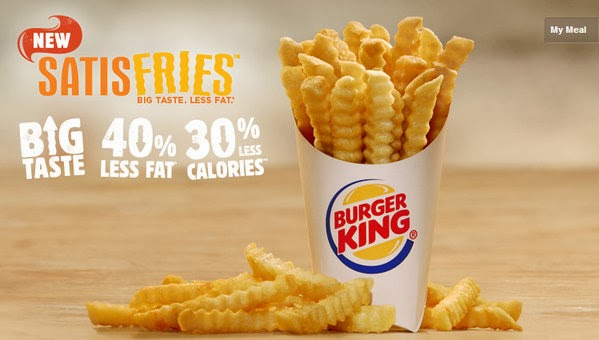 NEW
SATISFRIES™
BIG TASTE. LESS FAT.*
BIG TASTE
40% LESS FAT*
30% LESS CALORIES**
BURGER KING®
My Meal